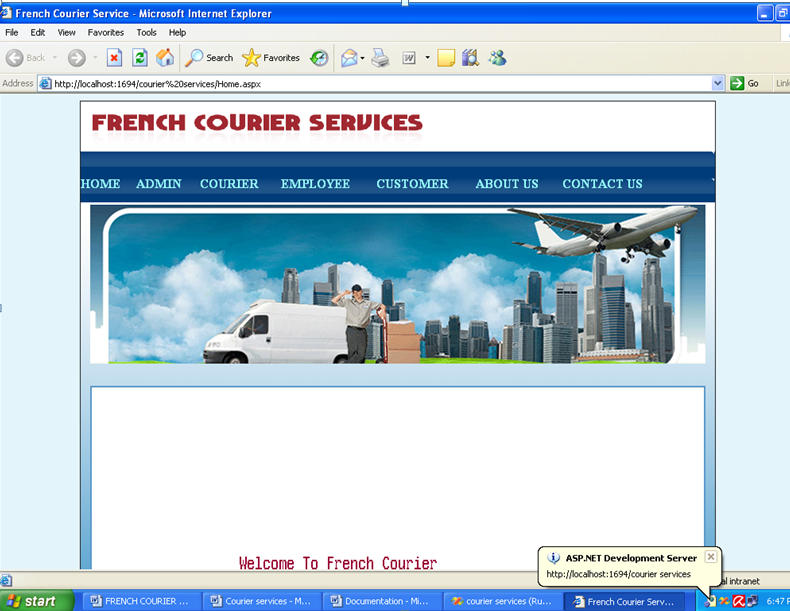 French Courier Service - Microsoft Internet Explorer
File Edit View Favorites Tools Help
Back Search Favorites
Address http://localhost:1694/courier%20services/Home.aspx Go Link
FRENCH COURIER SERVICES
HOME ADMIN COURIER EMPLOYEE CUSTOMER ABOUT US CONTACT US
Welcome To French Courier
ASP.NET Development Server
http://localhost:1694/courier services
al intranet
start FRENCH COURIER ... Courier services - M... Documentation - Mi... courier services (Ru... French Courier Serv... 6:47 P